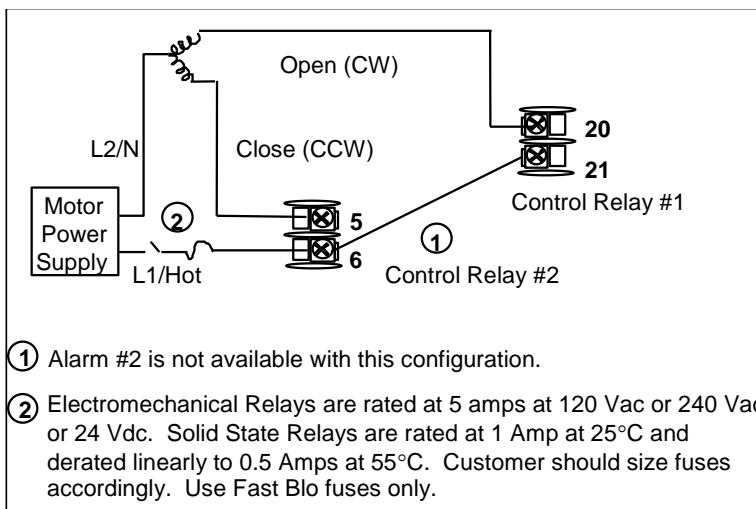 Open (CW)
20
L2/N
Close (CCW)
21
Control Relay #1
Motor
Power
Supply
2
5
6
1
L1/Hot
Control Relay #2
1 Alarm #2 is not available with this configuration.
2 Electromechanical Relays are rated at 5 amps at 120 Vac or 240 Vac
or 24 Vdc. Solid State Relays are rated at 1 Amp at 25°C and
derated linearly to 0.5 Amps at 55°C. Customer should size fuses
accordingly. Use Fast Blo fuses only.